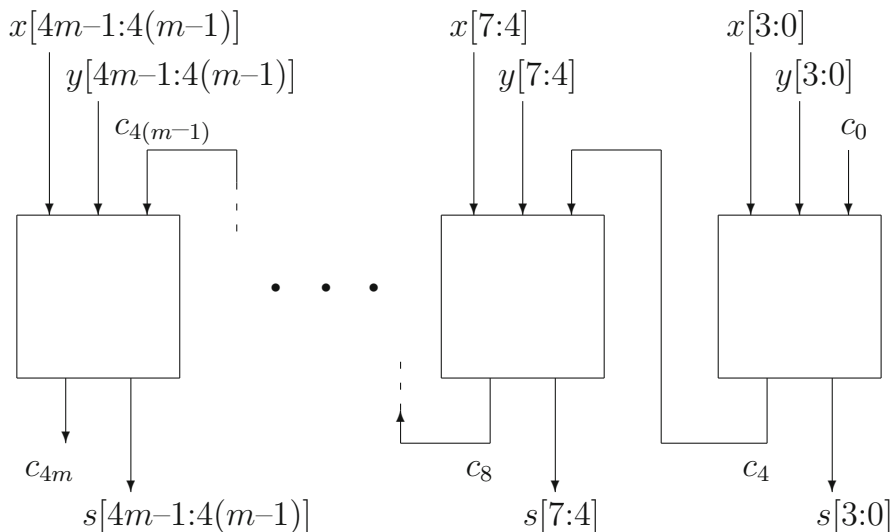 x[4m–1:4(m–1)] x[7:4] x[3:0]
y[4m–1:4(m–1)] y[7:4] y[3:0]
c4(m–1) c0
c4m c8 c4
s[4m–1:4(m–1)] s[7:4] s[3:0]